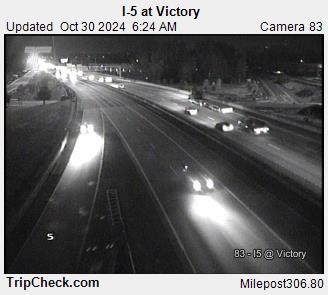 I-5 at Victory
Updated Oct 30 2024 6:24 AM Camera 83
S
83 - I5 @ Victory
TripCheck.com Milepost306.80